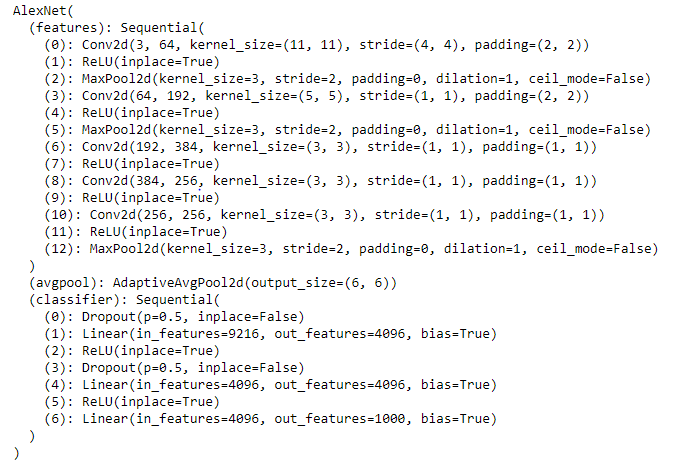 AlexNet(
  (features): Sequential(
    (0): Conv2d(3, 64, kernel_size=(11, 11), stride=(4, 4), padding=(2, 2))
    (1): ReLU(inplace=True)
    (2): MaxPool2d(kernel_size=3, stride=2, padding=0, dilation=1, ceil_mode=False)
    (3): Conv2d(64, 192, kernel_size=(5, 5), stride=(1, 1), padding=(2, 2))
    (4): ReLU(inplace=True)
    (5): MaxPool2d(kernel_size=3, stride=2, padding=0, dilation=1, ceil_mode=False)
    (6): Conv2d(192, 384, kernel_size=(3, 3), stride=(1, 1), padding=(1, 1))
    (7): ReLU(inplace=True)
    (8): Conv2d(384, 256, kernel_size=(3, 3), stride=(1, 1), padding=(1, 1))
    (9): ReLU(inplace=True)
    (10): Conv2d(256, 256, kernel_size=(3, 3), stride=(1, 1), padding=(1, 1))
    (11): ReLU(inplace=True)
    (12): MaxPool2d(kernel_size=3, stride=2, padding=0, dilation=1, ceil_mode=False)
  )
  (avgpool): AdaptiveAvgPool2d(output_size=(6, 6))
  (classifier): Sequential(
    (0): Dropout(p=0.5, inplace=False)
    (1): Linear(in_features=9216, out_features=4096, bias=True)
    (2): ReLU(inplace=True)
    (3): Dropout(p=0.5, inplace=False)
    (4): Linear(in_features=4096, out_features=4096, bias=True)
    (5): ReLU(inplace=True)
    (6): Linear(in_features=4096, out_features=1000, bias=True)
  )
)